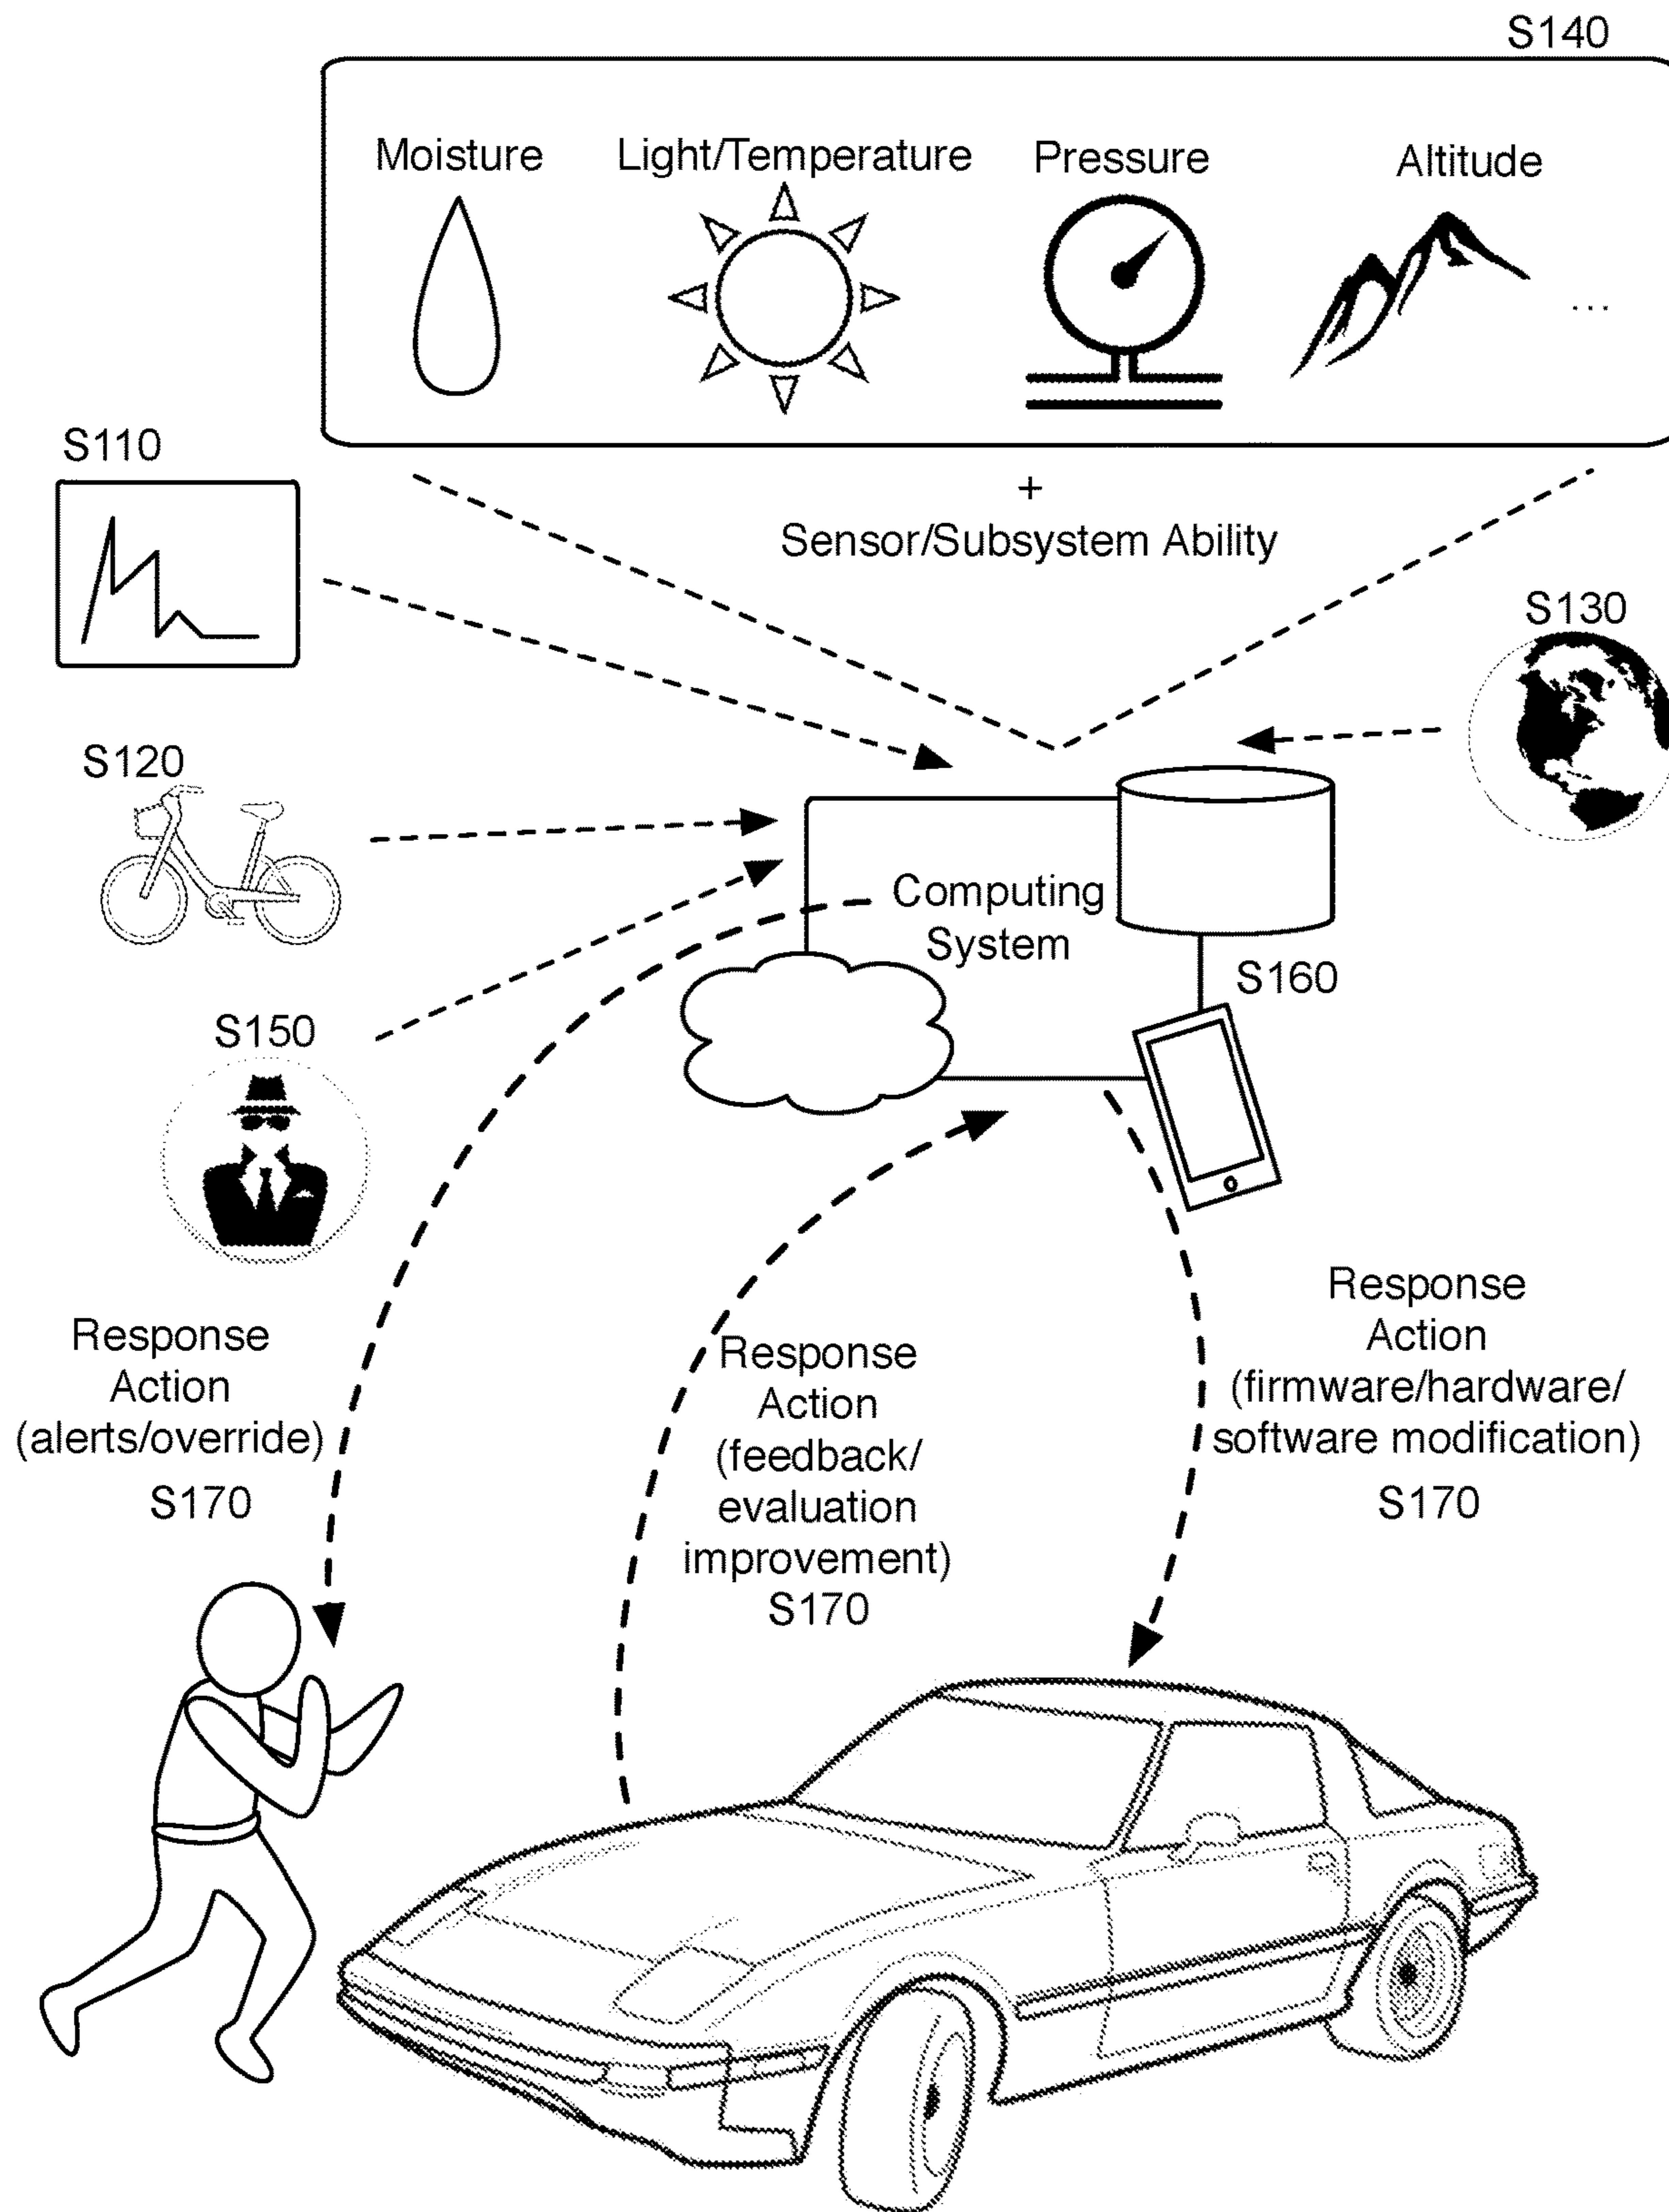 S140
Moisture
Light/Temperature
Pressure
Altitude
...
S110
+
Sensor/Subsystem Ability
S130
S120
Computing
System
S160
S150
Response
Action
(alerts/override)
S170
Response
Action
(feedback/
evaluation
improvement)
S170
Response
Action
(firmware/hardware/
software modification)
S170